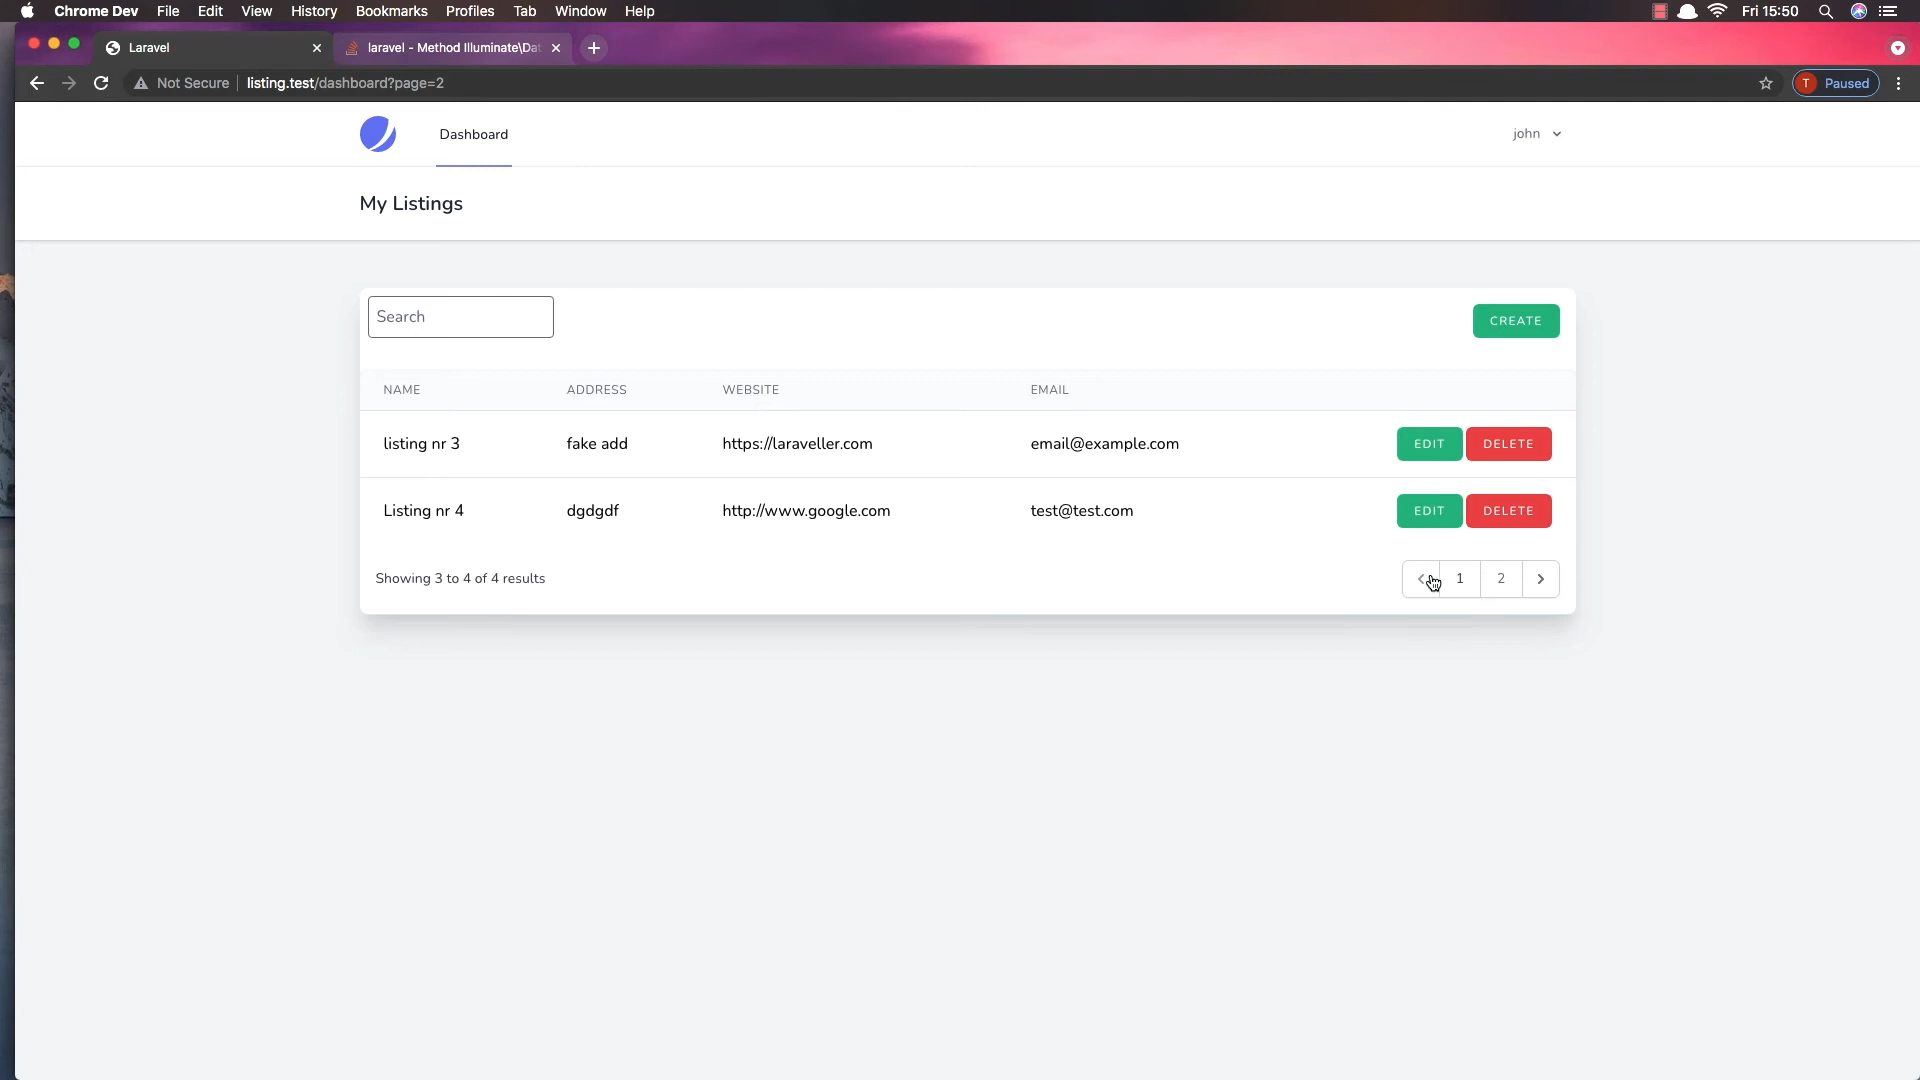 Chrome Dev File Edit View History Bookmarks Profiles Tab Window Help Fri 15:50
Laravel laravel - Method Illuminate\Dat
Not Secure listing.test/dashboard?page=2 T Paused
Dashboard john
My Listings
Search CREATE
NAME ADDRESS WEBSITE EMAIL
listing nr 3 fake add https://laraveller.com email@example.com EDIT DELETE
Listing nr 4 dgdgdf http://www.google.com test@test.com EDIT DELETE
Showing 3 to 4 of 4 results 1 2